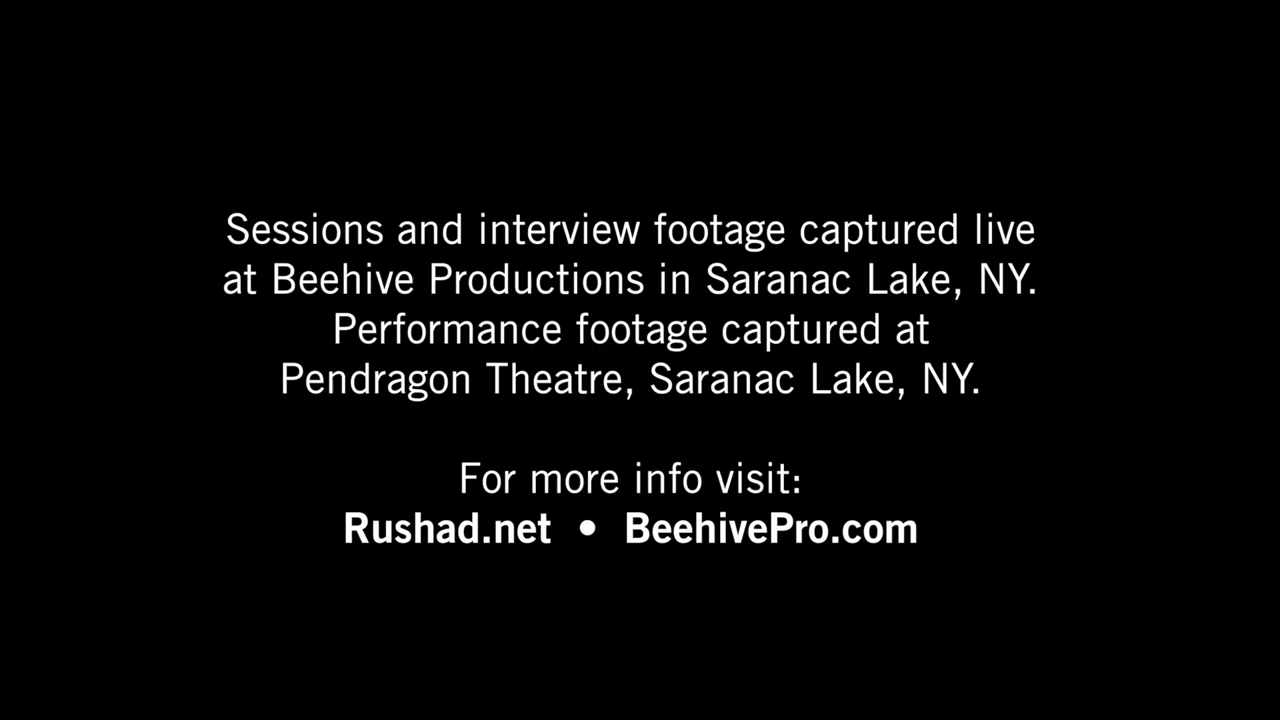 Sessions and interview footage captured live
at Beehive Productions in Saranac Lake, NY.
Performance footage captured at
Pendragon Theatre, Saranac Lake, NY.
For more info visit:
Rushad.net • BeehivePro.com